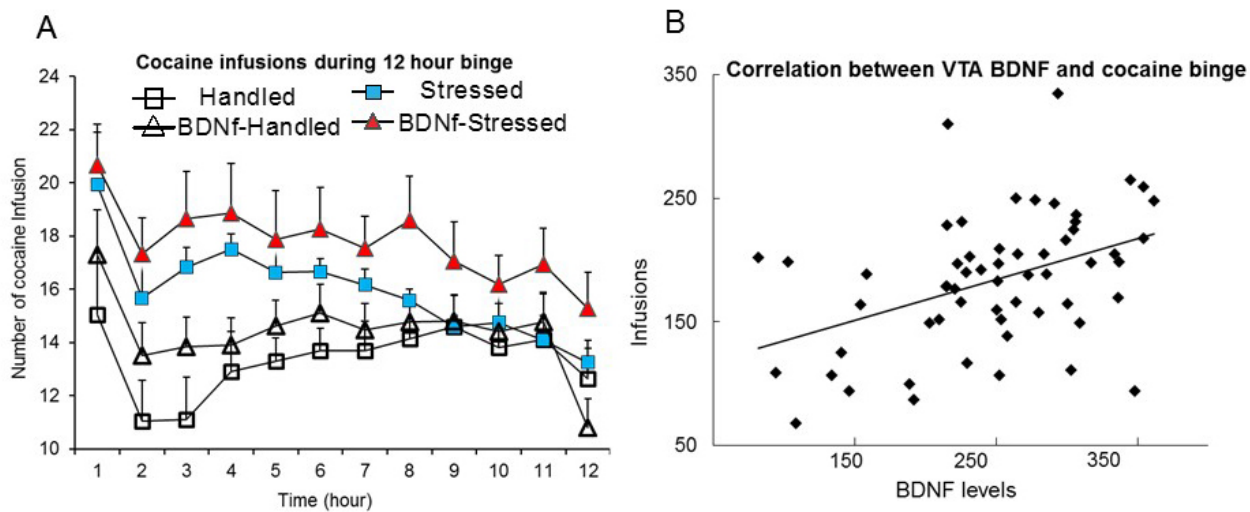 A
Cocaine infusions during 12 hour binge
Handled
Stressed
BDNf-Handled
BDNf-Stressed
Number of cocaine Infusion
24
22
20
18
16
14
12
10
1 2 3 4 5 6 7 8 9 10 11 12
Time (hour)
B
Correlation between VTA BDNF and cocaine binge
Infusions
350
250
150
50
150 250 350
BDNF levels